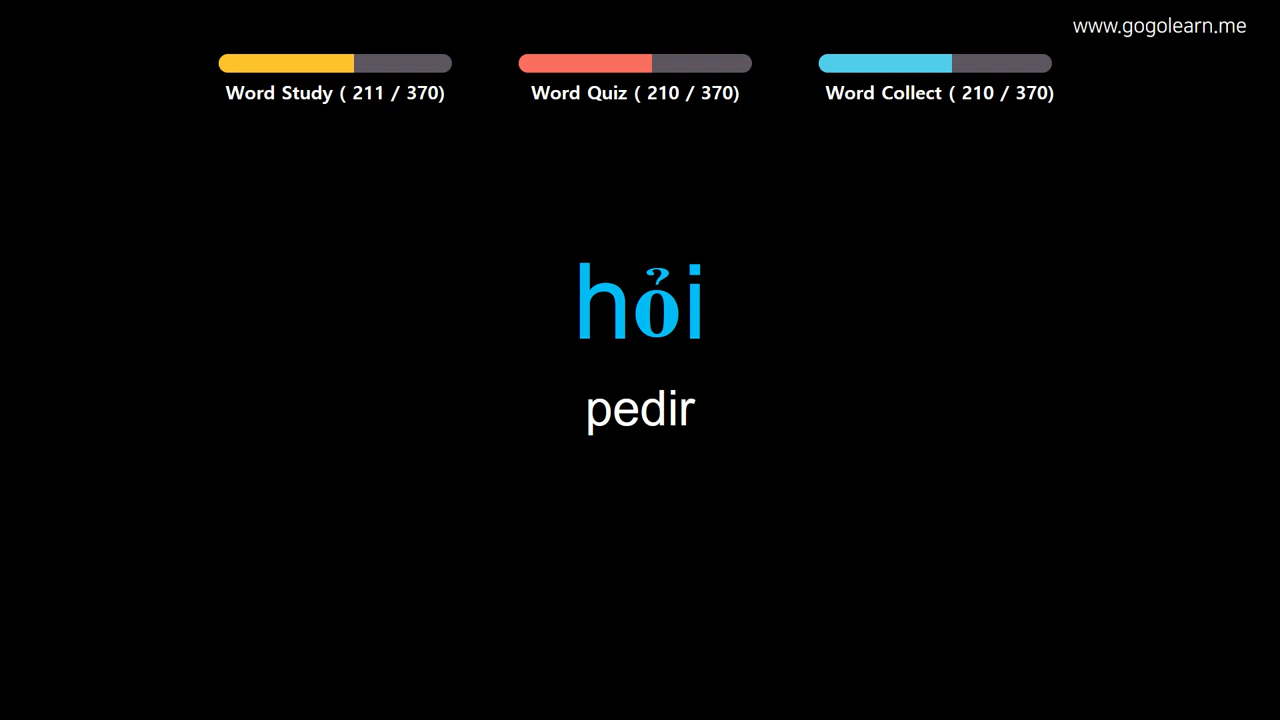 www.gogolearn.me
Word Study ( 211 / 370)
Word Quiz ( 210 / 370)
Word Collect ( 210 / 370)
hỏi
pedir